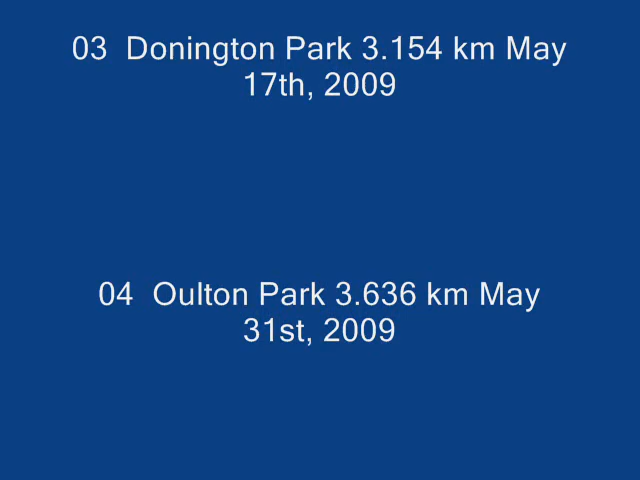 03  Donington Park 3.154 km May
17th, 2009
04  Oulton Park 3.636 km May
31st, 2009